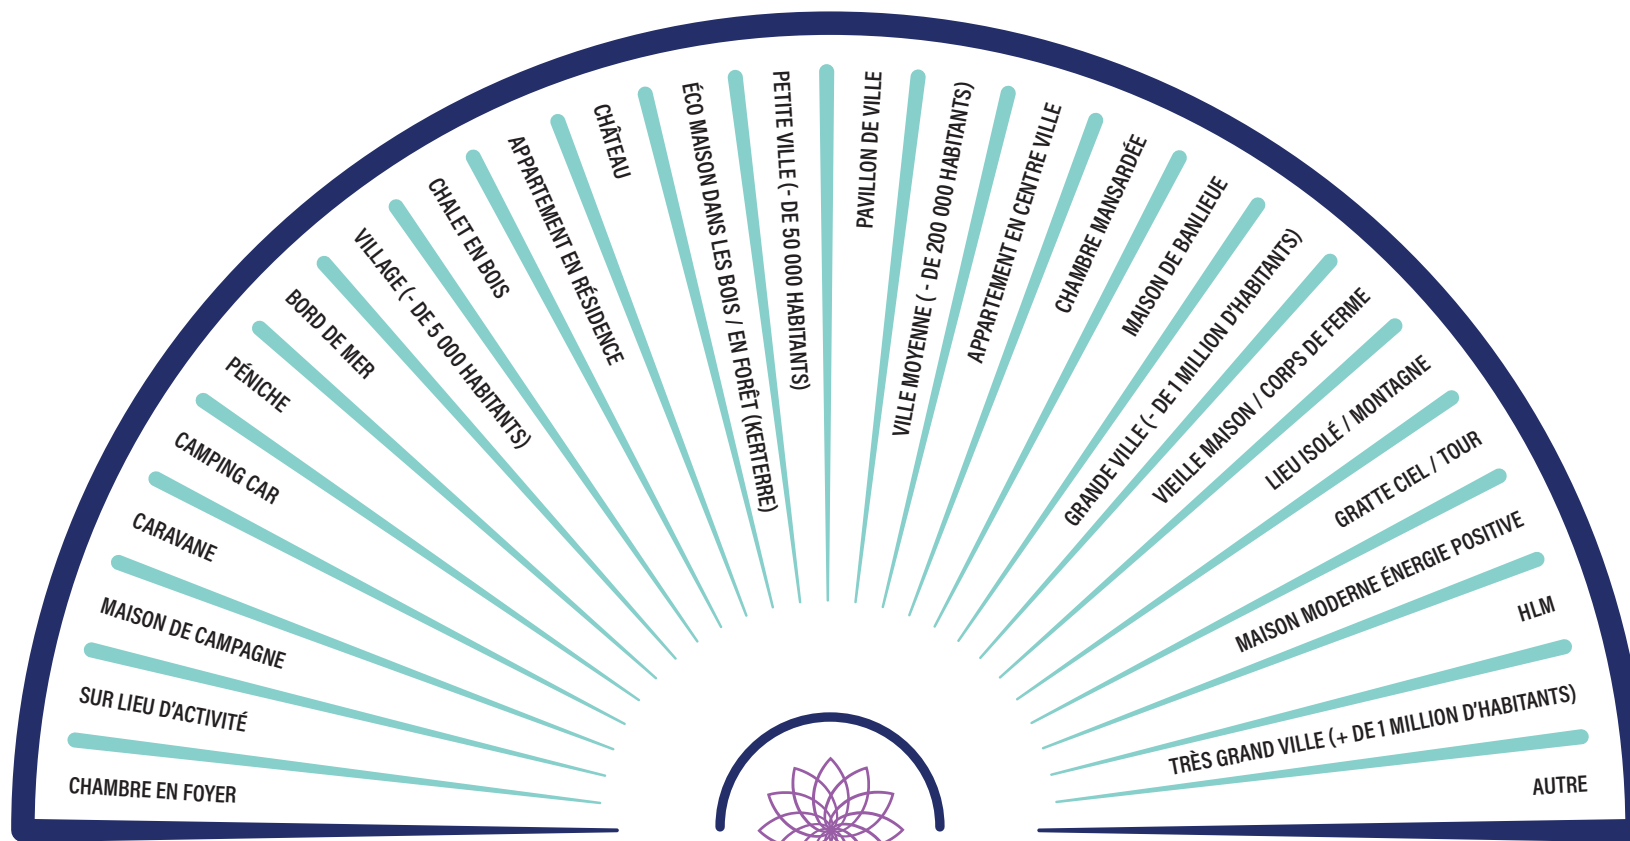 CHAMBRE EN FOYER
SUR LIEU D'ACTIVITÉ
MAISON DE CAMPAGNE
CARAVANE
CAMPING CAR
PÉNICHE
BORD DE MER
VILLAGE (- DE 5 000 HABITANTS)
CHALET EN BOIS
APPARTEMENT EN RÉSIDENCE
CHÂTEAU
ÉCO MAISON DANS LES BOIS / EN FORÊT (KERTERRE)
PETITE VILLE (- DE 50 000 HABITANTS)
PAVILLON DE VILLE
VILLE MOYENNE ( - DE 200 000 HABITANTS)
APPARTEMENT EN CENTRE VILLE
CHAMBRE MANSARDÉE
MAISON DE BANLIEUE
GRANDE VILLE (- DE 1 MILLION D'HABITANTS)
VIEILLE MAISON / CORPS DE FERME
LIEU ISOLÉ / MONTAGNE
GRATTE CIEL / TOUR
MAISON MODERNE ÉNERGIE POSITIVE
HLM
TRÈS GRAND VILLE (+ DE 1 MILLION D'HABITANTS)
AUTRE